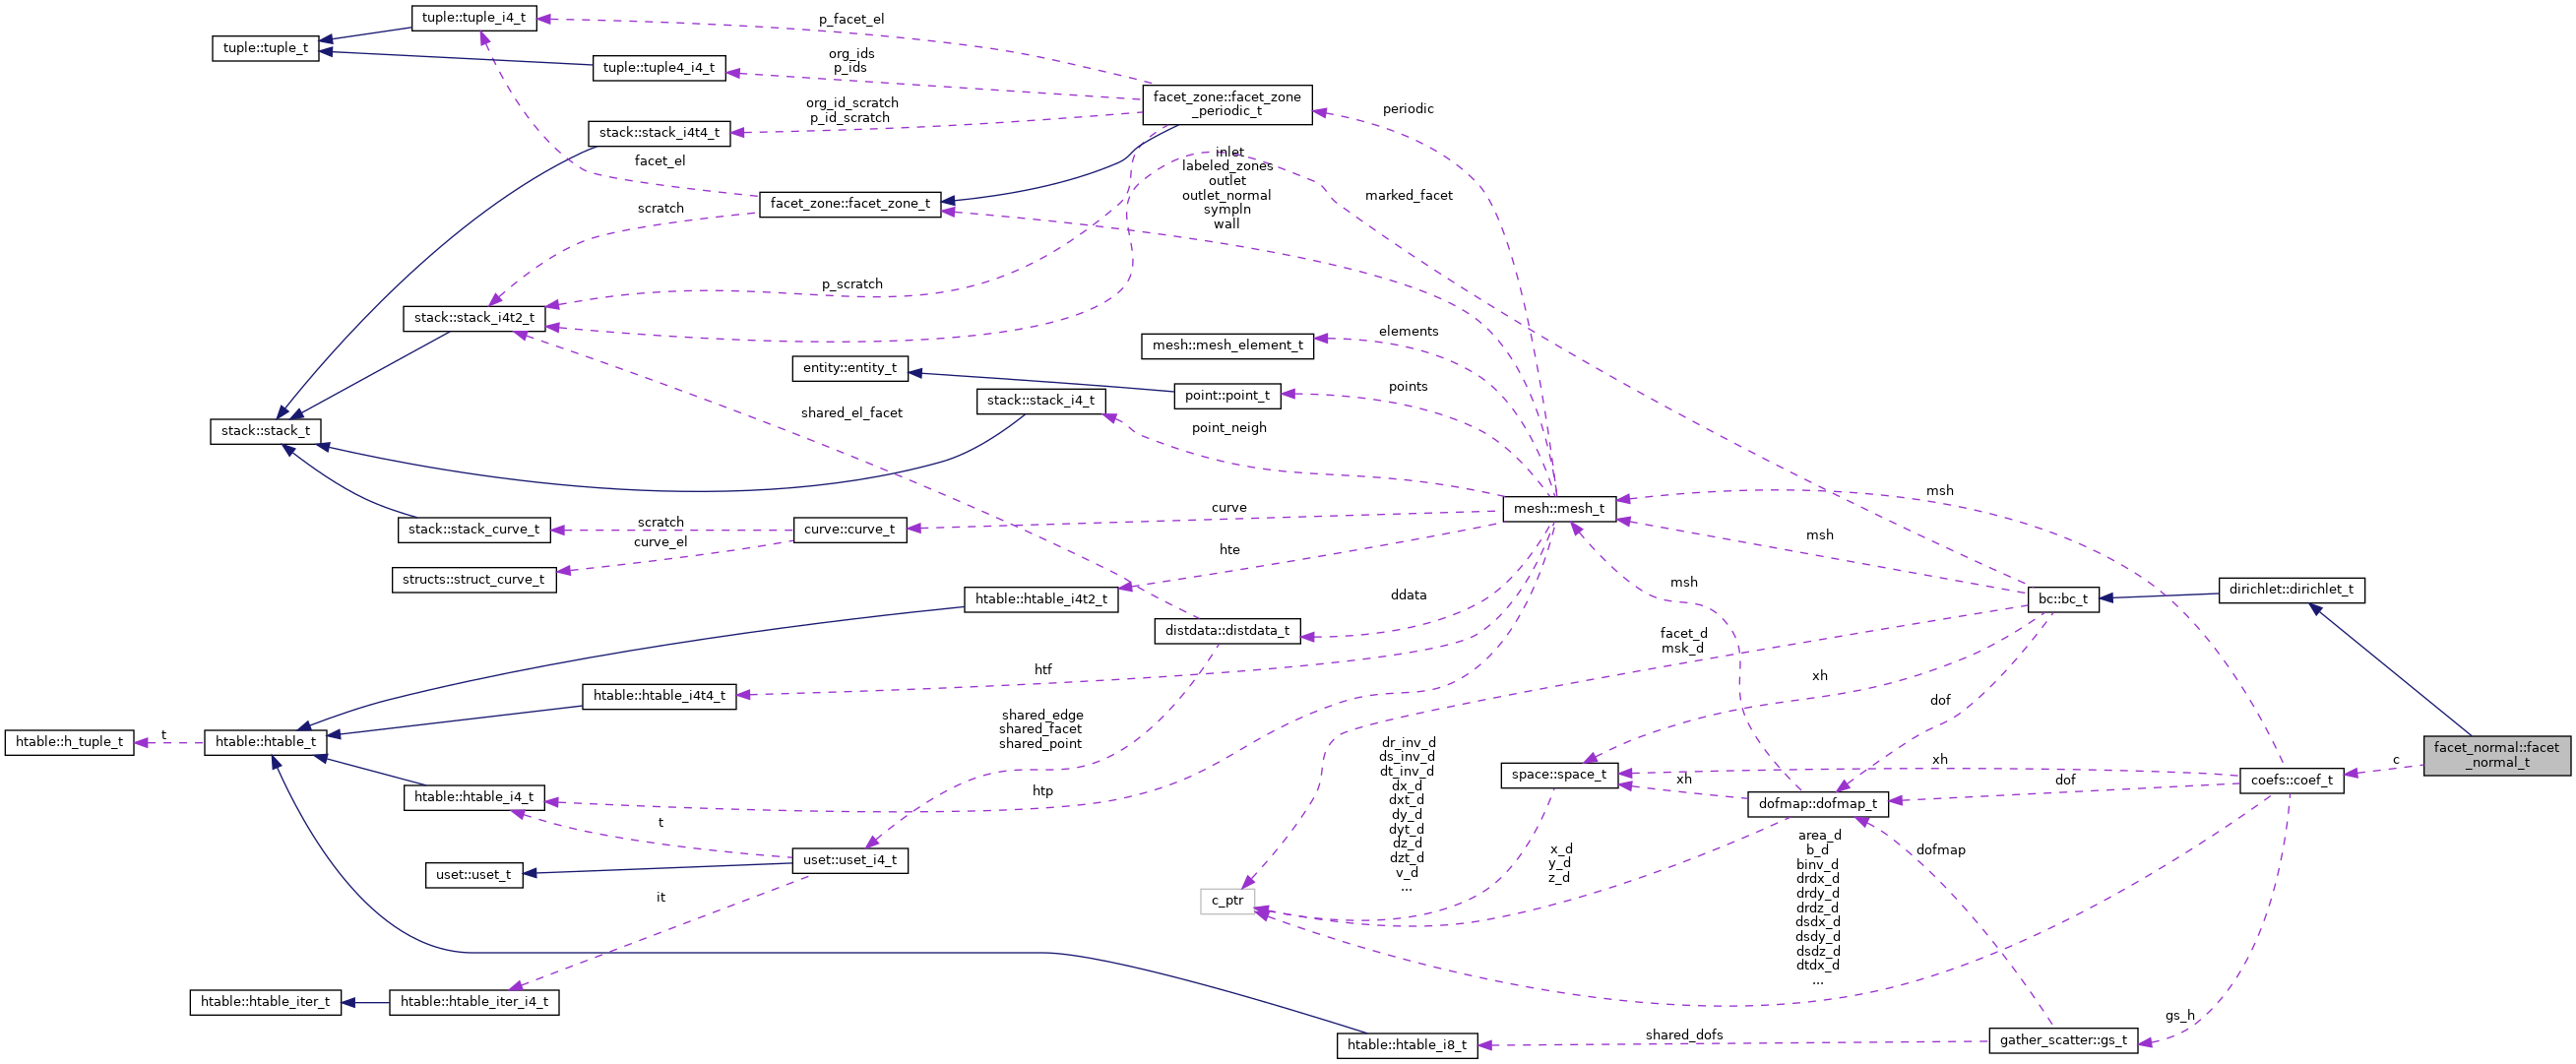 tuple::tuple_i4_t
p_facet_el
tuple::tuple_t
org_ids
p_ids
tuple::tuple4_i4_t
facet_zone::facet_zone
_periodic_t
periodic
org_id_scratch
p_id_scratch
stack::stack_i4t4_t
facet_el
inlet
labeled_zones
outlet
outlet_normal
sympln
wall
marked_facet
facet_zone::facet_zone_t
scratch
p_scratch
stack::stack_i4t2_t
elements
mesh::mesh_element_t
entity::entity_t
points
point::point_t
stack::stack_i4_t
shared_el_facet
point_neigh
stack::stack_t
msh
curve
mesh::mesh_t
scratch
stack::stack_curve_t
curve::curve_t
curve_el
msh
hte
structs::struct_curve_t
msh
dirichlet::dirichlet_t
ddata
htable::htable_i4t2_t
bc::bc_t
distdata::distdata_t
facet_d
msk_d
htf
xh
htable::htable_i4t4_t
dof
shared_edge
shared_facet
shared_point
t
htable::h_tuple_t
htable::htable_t
dr_inv_d
ds_inv_d
dt_inv_d
dx_d
dxt_d
dy_d
dyt_d
dz_d
dzt_d
v_d
...
facet_normal::facet
_normal_t
c
xh
space::space_t
xh
dof
coefs::coef_t
htp
htable::htable_i4_t
dofmap::dofmap_t
t
area_d
b_d
binv_d
drdx_d
drdy_d
drdz_d
dsdx_d
dsdy_d
dsdz_d
dtdx_d
...
x_d
y_d
z_d
dofmap
uset::uset_i4_t
uset::uset_t
it
c_ptr
htable::htable_iter_t
htable::htable_iter_i4_t
gs_h
shared_dofs
htable::htable_i8_t
gather_scatter::gs_t